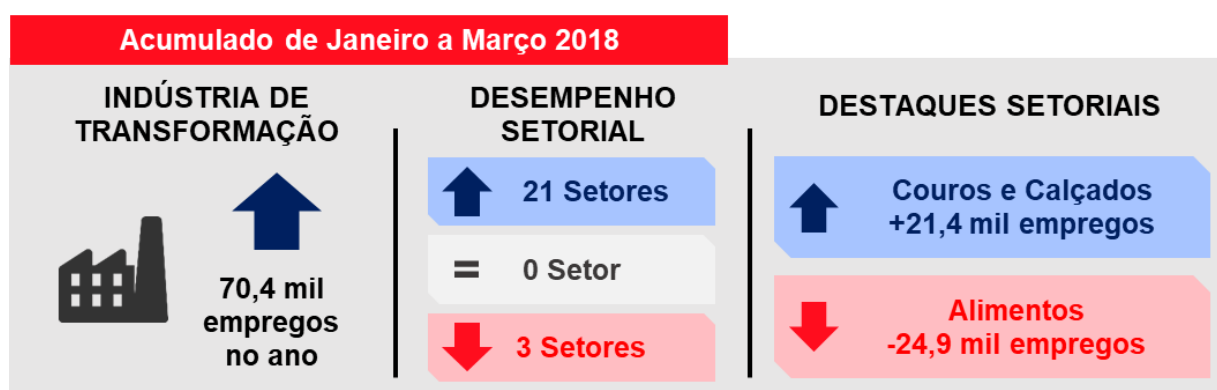 Acumulado de Janeiro a Março 2018
INDÚSTRIA DE
TRANSFORMAÇÃO
70,4 mil
empregos
no ano
DESEMPENHO
SETORIAL
21 Setores
= 0 Setor
3 Setores
DESTAQUES SETORIAIS
Couros e Calçados
+21,4 mil empregos
Alimentos
-24,9 mil empregos